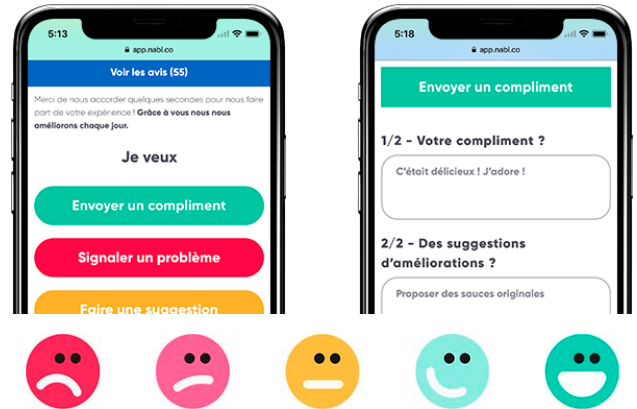 5:13
app.nabl.co
Voir les avis (55)
Merci de nous accorder quelques secondes pour nous faire
part de votre expérience ! Grâce à vous nous nous
améliorons chaque jour.
Je veux
Envoyer un compliment
Signaler un problème
Faire une suggestion
5:18
app.nabl.co
Envoyer un compliment
1/2 - Votre compliment ?
C'était délicieux ! J'adore !
2/2 - Des suggestions
d'améliorations ?
Proposer des sauces originales